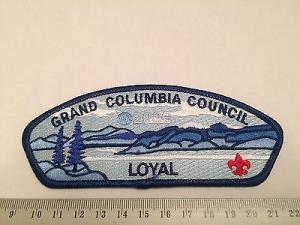 GRAND COLUMBIA COUNCIL
LOYAL
9 10 11 12 13 14 15 16 17 18 19 20 21 22